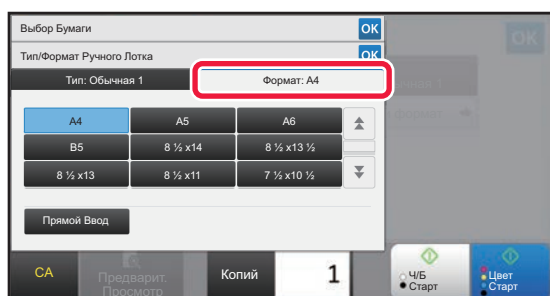 Выбор Бумаги OK
OK
Тип/Формат Ручного Лотка OK
Тип: Обычная 1 Формат: A4
A4 A5 A6
B5 8 ½ x14 8 ½ x13 ½
8 ½ x13 8 ½ x11 7 ½ x10 ½
Прямой Ввод
CA Предварит. Просмотр Копий 1 Ч/Б Старт Цвет Старт